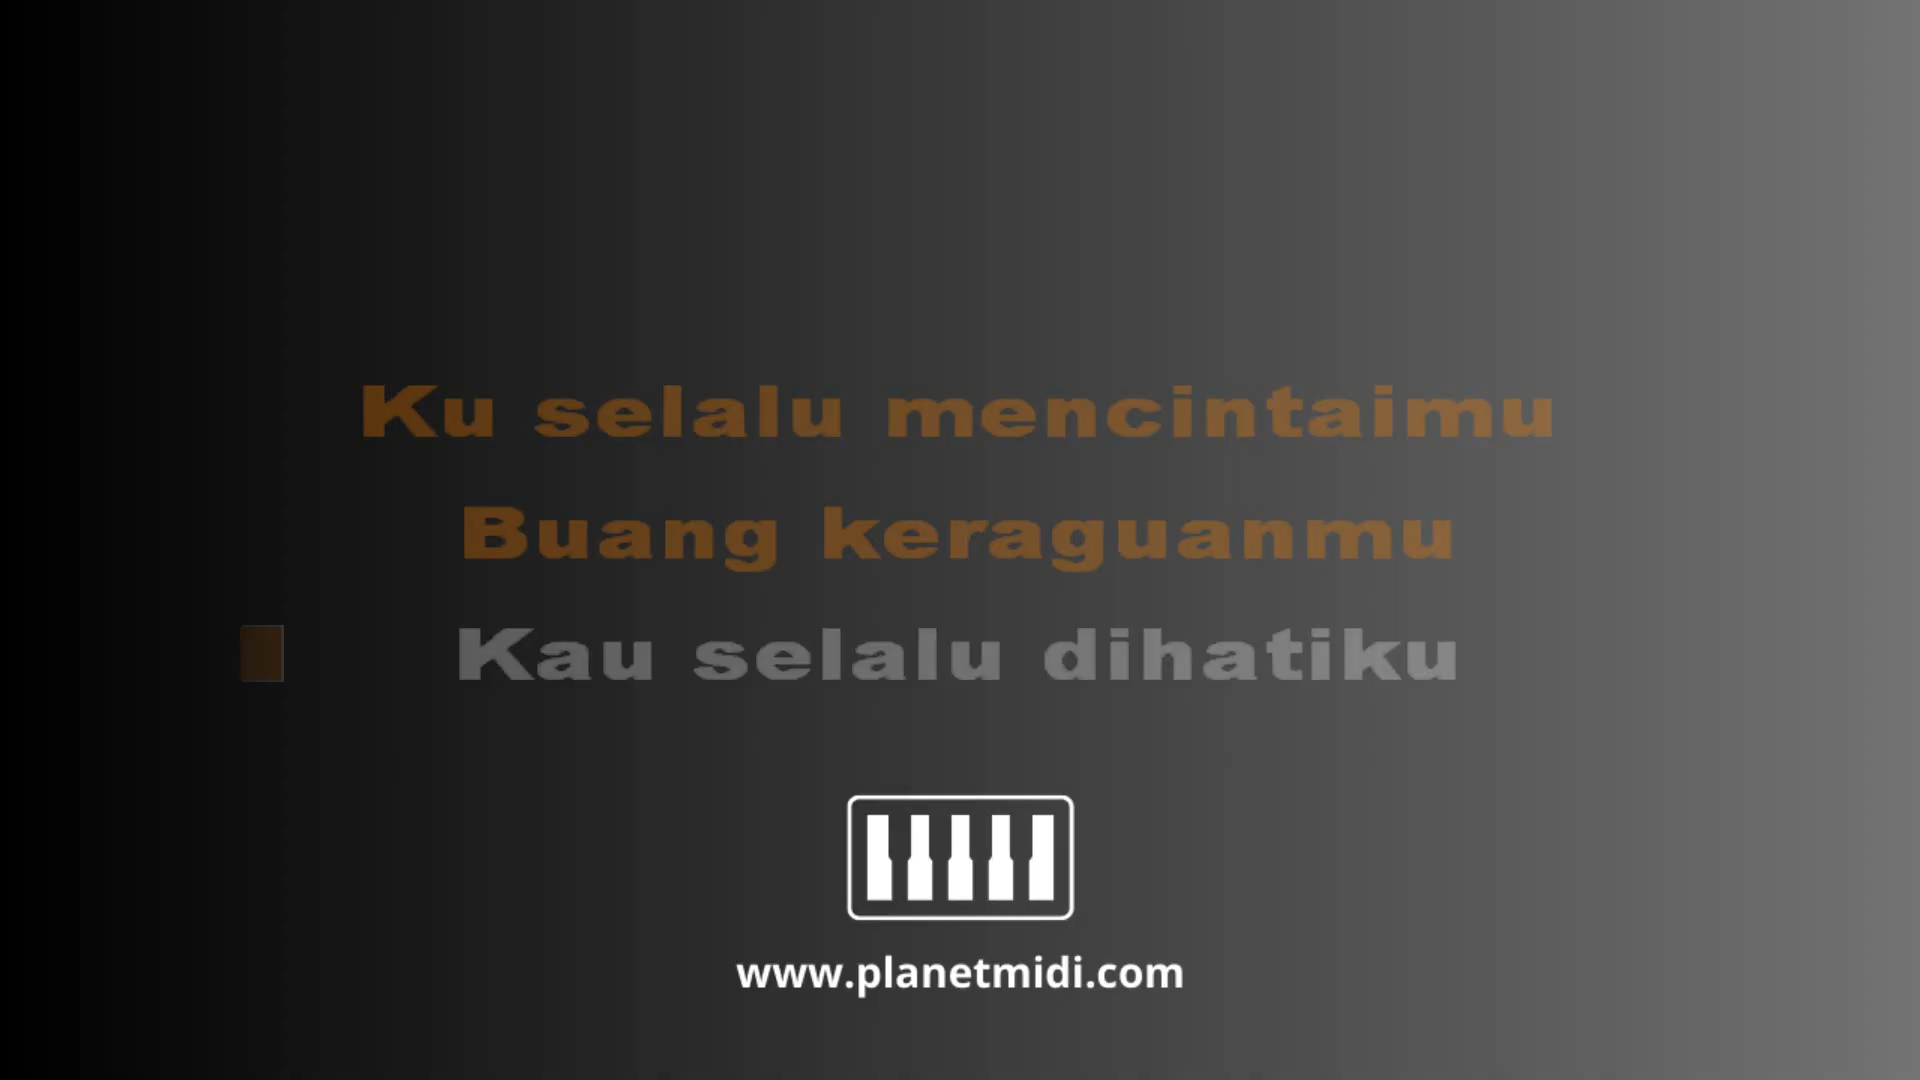 Ku selalu mencintaimu
Buang keraguanmu
Kau selalu dihatiku
www.planetmidi.com